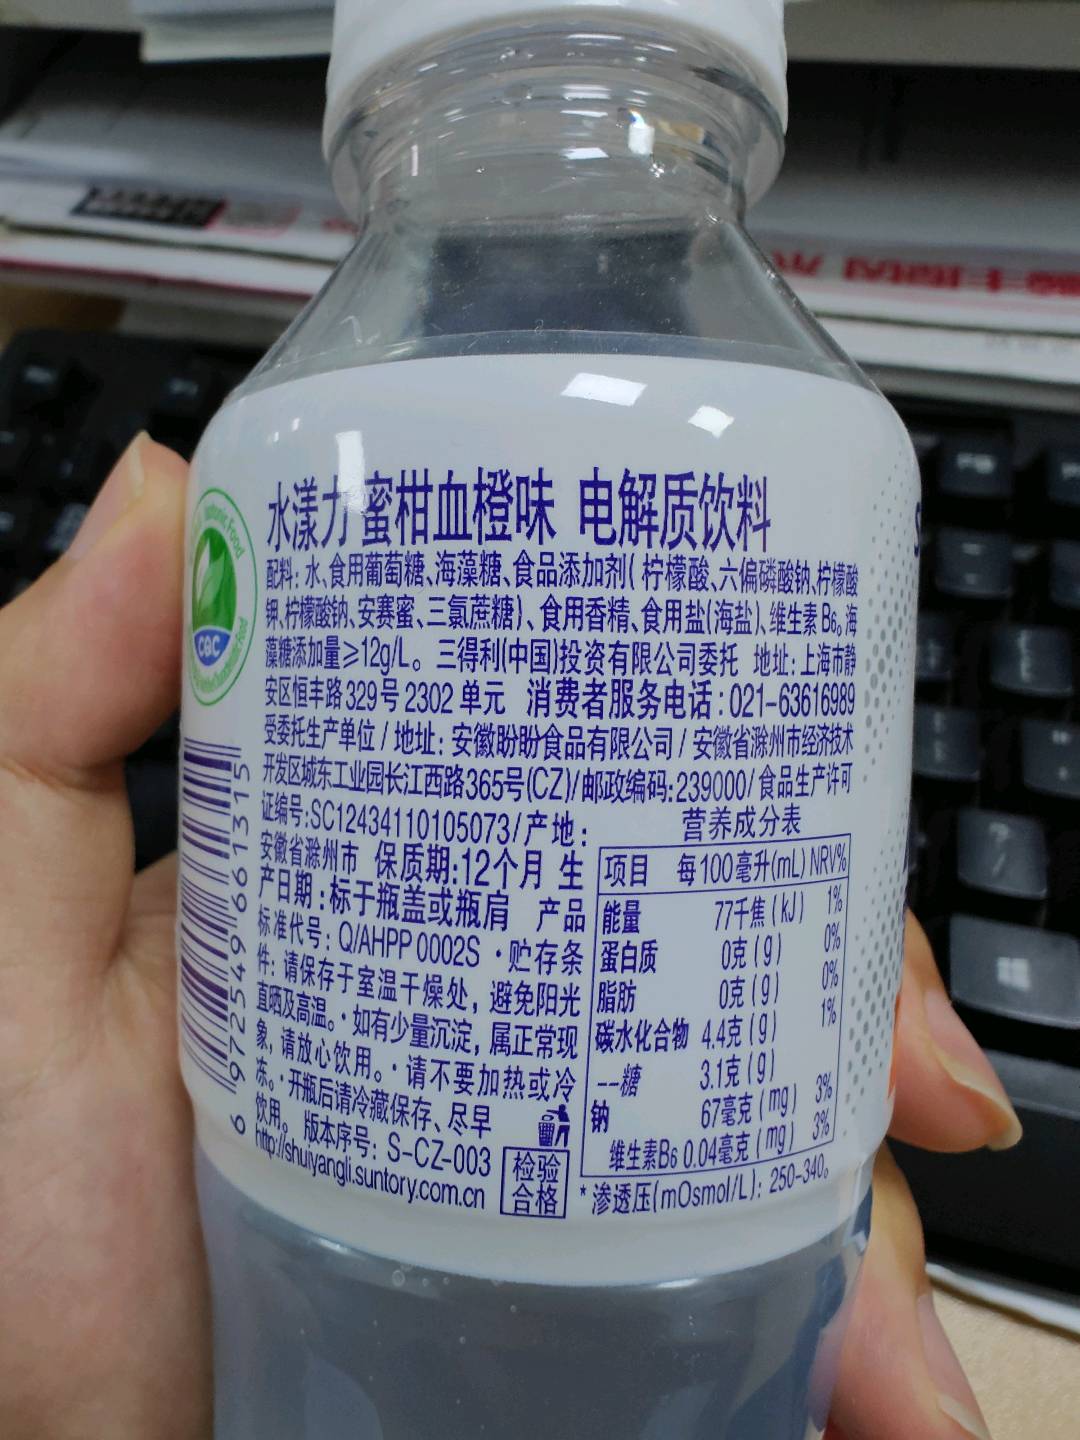 水漾力 蜜柑血橙味 电解质饮料
配料：水、食用葡萄糖、海藻糖、食品添加剂（柠檬酸、六偏磷酸钠、柠檬酸
钾、柠檬酸钠、安赛蜜、三氯蔗糖）、食用香精、食用盐(海盐)、维生素B6。海
藻糖添加量≥12g/L。 三得利(中国)投资有限公司委托 地址：上海市静
安区恒丰路329号2302单元 消费者服务电话：021-63616989
受委托生产单位/地址：安徽盼盼食品有限公司/安徽省滁州市经济技术
开发区城东工业园长江西路365号(CZ)/邮政编码：239000/食品生产许可
证编号：SC12434110105073/产地：
安徽省滁州市 保质期：12个月 生
产日期：标于瓶盖或瓶肩 产品
标准代号：Q/AHPP 0002S ·贮存条
件：请保存于室温干燥处，避免阳光
直晒及高温。·如有少量沉淀，属正常现
象，请放心饮用。·请不要加热或冷
冻。·开瓶后请冷藏保存、尽早
饮用。 版本序号：S-CZ-003
http://shuiyangli.suntory.com.cn
检验
合格
营养成分表
项目 每100毫升(mL) NRV%
能量 77千焦(kJ) 1%
蛋白质 0克(g) 0%
脂肪 0克(g) 0%
碳水化合物 4.4克(g) 1%
--糖 3.1克(g)
钠 67毫克(mg) 3%
维生素B6 0.04毫克(mg) 3%
*渗透压(mOsmol/L)：250-340。
Isotonic Food
CBC
6 972549 661315